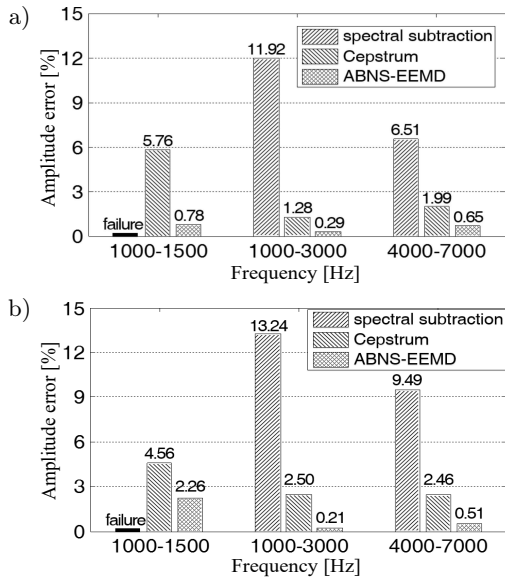 a)
Amplitude error [%]
15
12
9
6
3
0
spectral subtraction
Cepstrum
ABNS-EEMD
failure
5.76
0.78
11.92
1.28
0.29
6.51
1.99
0.65
1000-1500
1000-3000
4000-7000
Frequency [Hz]
b)
Amplitude error [%]
15
12
9
6
3
0
spectral subtraction
Cepstrum
ABNS-EEMD
failure
4.56
2.26
13.24
2.50
0.21
9.49
2.46
0.51
1000-1500
1000-3000
4000-7000
Frequency [Hz]